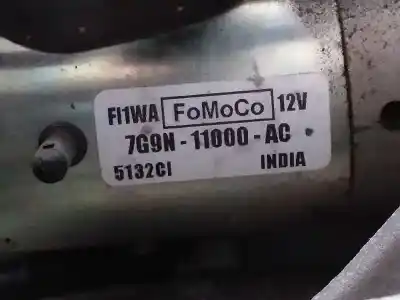 FI1WA FoMoCo 12V
7G9N-11000-AC
5132CI INDIA